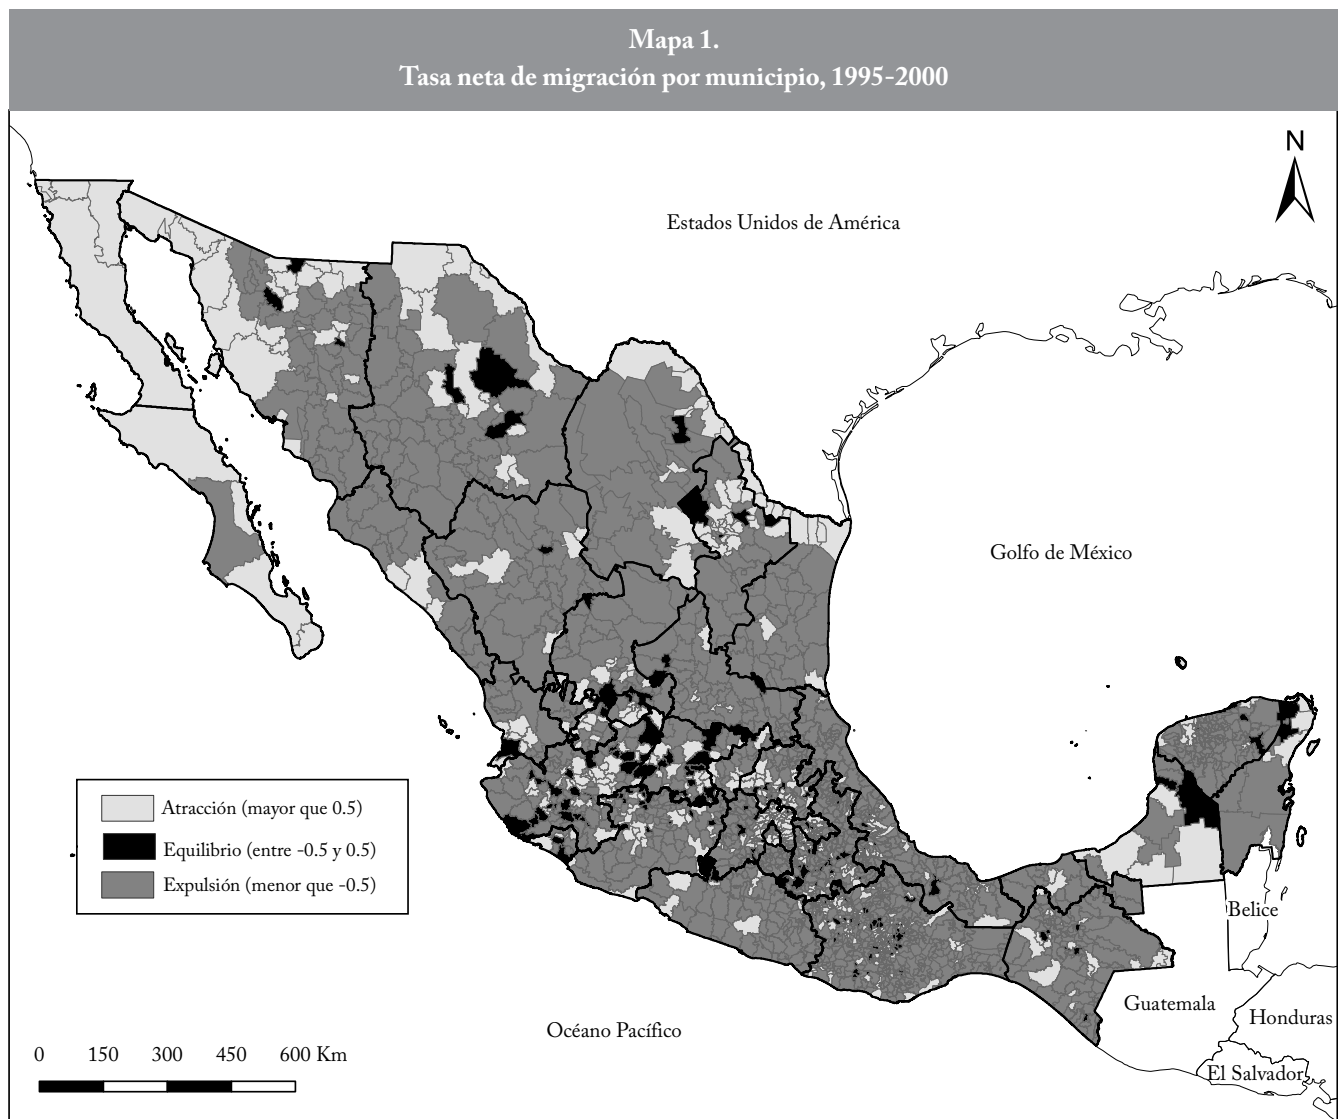 Mapa 1.
Tasa neta de migración por municipio, 1995-2000
N
Estados Unidos de América
Golfo de México
Atracción (mayor que 0.5)
Equilibrio (entre -0.5 y 0.5)
Expulsión (menor que -0.5)
Belice
Guatemala
Honduras
Océano Pacífico
El Salvador
0 150 300 450 600 Km